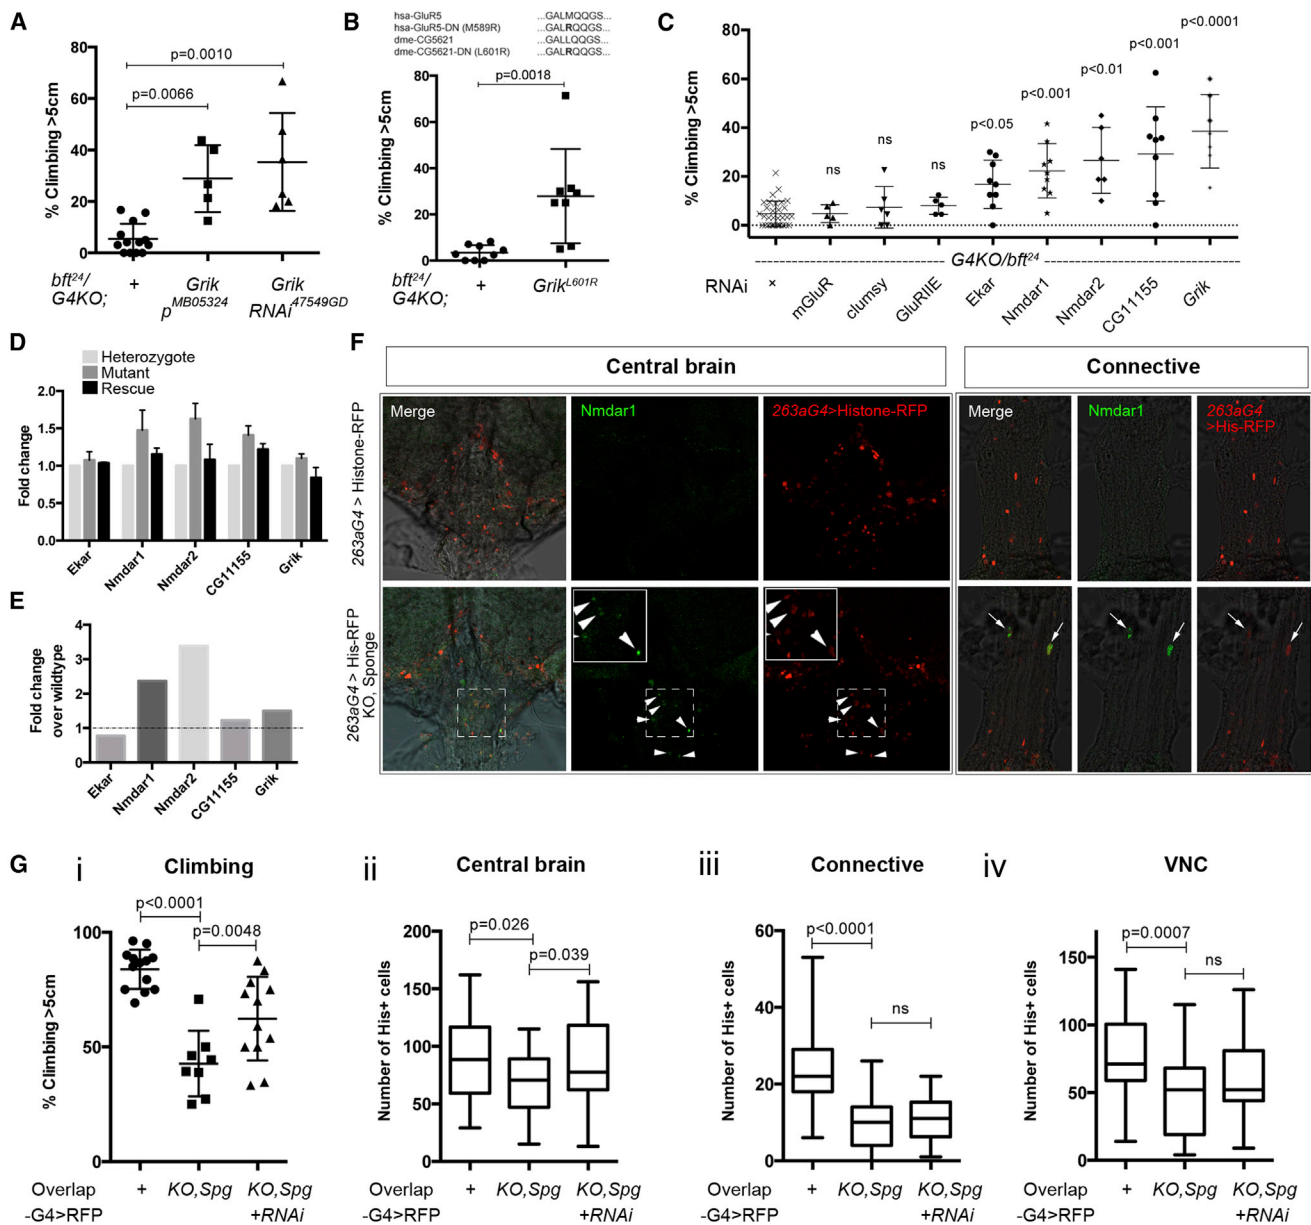 A
% Climbing >5cm
80
60
40
20
0
p=0.0010
p=0.0066
bft24/
G4KO;
+
Grik
pMB05324
Grik
RNAi47549GD
B
hsa-GluR5 ...GALMQQGS...
hsa-GluR5-DN (M589R) ...GALRQQGS...
dme-CG5621 ...GALLQQGS...
dme-CG5621-DN (L601R) ...GALRQQGS...
% Climbing >5cm
80
60
40
20
0
p=0.0018
bft24/
G4KO;
+
GrikL601R
C
% Climbing >5cm
80
60
40
20
0
ns
ns
ns
p<0.05
p<0.001
p<0.01
p<0.001
p<0.0001
G4KO/bft24
RNAi
×
mGluR
clumsy
GluRIIE
Ekar
Nmdar1
Nmdar2
CG11155
Grik
D
Heterozygote
Mutant
Rescue
Fold change
2.0
1.5
1.0
0.5
0.0
Ekar
Nmdar1
Nmdar2
CG11155
Grik
E
Fold change
over wildtype
4
3
2
1
0
Ekar
Nmdar1
Nmdar2
CG11155
Grik
F
Central brain
Connective
263aG4 > Histone-RFP
Merge
Nmdar1
263aG4>Histone-RFP
Merge
Nmdar1
263aG4
>His-RFP
263aG4 > His-RFP
KO, Sponge
G
i
Climbing
% Climbing >5cm
100
50
0
p<0.0001
p=0.0048
Overlap
-G4>RFP
+
KO,Spg
KO,Spg
+RNAi
ii
Central brain
Number of His+ cells
200
150
100
50
0
p=0.026
p=0.039
Overlap
-G4>RFP
+
KO,Spg
KO,Spg
+RNAi
iii
Connective
Number of His+ cells
60
40
20
0
p<0.0001
ns
Overlap
-G4>RFP
+
KO,Spg
KO,Spg
+RNAi
iv
VNC
Number of His+ cells
150
100
50
0
p=0.0007
ns
Overlap
-G4>RFP
+
KO,Spg
KO,Spg
+RNAi